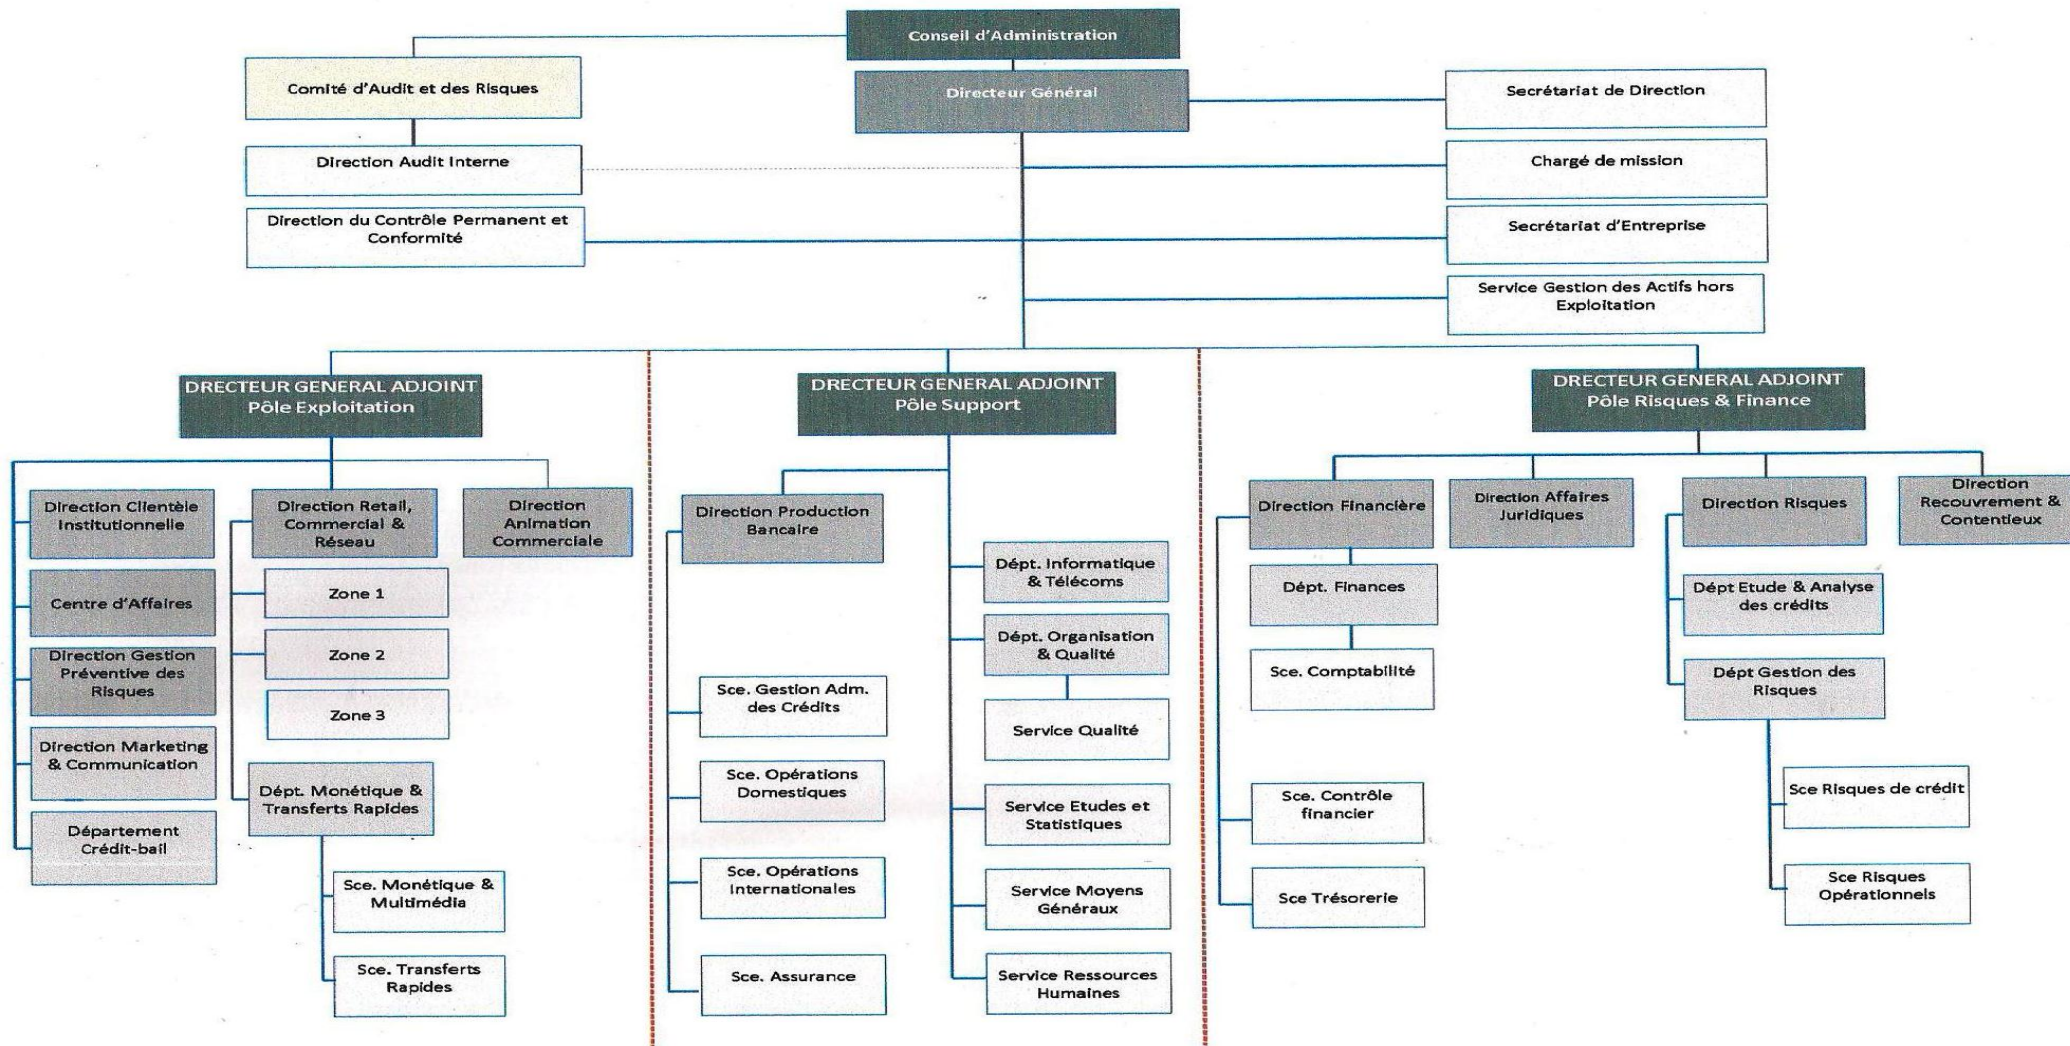 Conseil d'Administration
Comité d'Audit et des Risques
Directeur Général
Secrétariat de Direction
Direction Audit Interne
Chargé de mission
Direction du Contrôle Permanent et
Conformité
Secrétariat d'Entreprise
Service Gestion des Actifs hors
Exploitation
DRECTEUR GENERAL ADJOINT
Pôle Exploitation
DRECTEUR GENERAL ADJOINT
Pôle Support
DRECTEUR GENERAL ADJOINT
Pôle Risques & Finance
Direction Clientèle
Institutionnelle
Centre d'Affaires
Direction Gestion
Préventive des
Risques
Direction Marketing
& Communication
Département
Crédit-bail
Direction Retail,
Commercial &
Réseau
Zone 1
Zone 2
Zone 3
Dépt. Monétique &
Transferts Rapides
Sce. Monétique &
Multimédia
Sce. Transferts
Rapides
Direction
Animation
Commerciale
Direction Production
Bancaire
Sce. Gestion Adm.
des Crédits
Sce. Opérations
Domestiques
Sce. Opérations
Internationales
Sce. Assurance
Dépt. Informatique
& Télécoms
Dépt. Organisation
& Qualité
Service Qualité
Service Etudes et
Statistiques
Service Moyens
Généraux
Service Ressources
Humaines
Direction Financière
Dépt. Finances
Sce. Comptabilité
Sce. Contrôle
financier
Sce Trésorerie
Direction Affaires
Juridiques
Direction Risques
Dépt Etude & Analyse
des crédits
Dépt Gestion des
Risques
Sce Risques de crédit
Sce Risques
Opérationnels
Direction
Recouvrement &
Contentieux